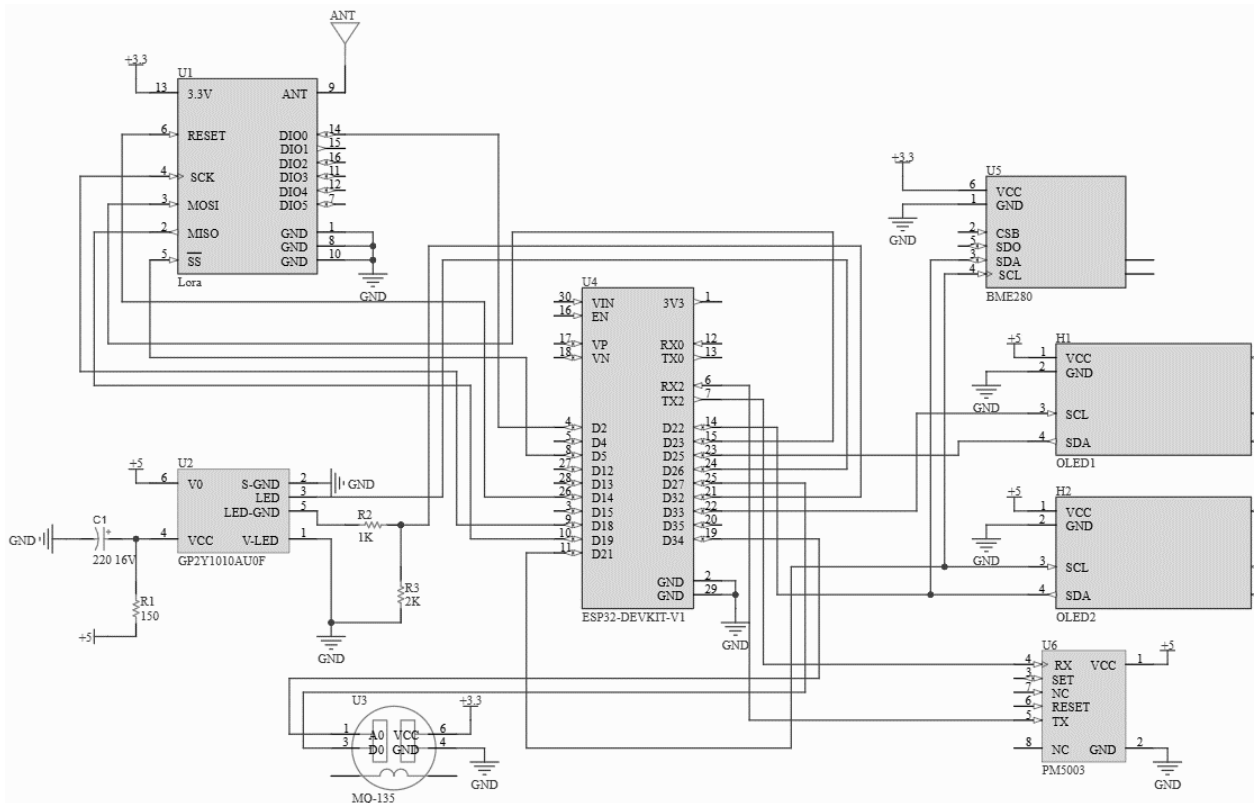 ANT
+3.3
U1
13 3.3V ANT 9
6 RESET DIO0 14
DIO1 15
DIO2 16
4 SCK DIO3 11
DIO4 12
3 MOSI DIO5 7
2 MISO GND 1
GND 8
5 SS GND 10
Lora
GND
+3.3
U5
6 VCC
1 GND
GND
2 CSB
5 SDO
3 SDA
4 SCL
BME280
U4
30 VIN 3V3 1
16 EN
17 VP RX0 12
18 VN TX0 13
RX2 6
TX2 7
4 D2 D22 14
5 D4 D23 15
8 D5 D25 23
27 D12 D26 24
28 D13 D27 25
26 D14 D32 21
3 D15 D33 22
9 D18 D35 20
10 D19 D34 19
11 D21
GND 2
GND 29
ESP32-DEVKIT-V1
GND
+5
H1
1 VCC
2 GND
GND
3 SCL
4 SDA
OLED1
+5
H2
1 VCC
2 GND
GND
3 SCL
4 SDA
OLED2
+5
U2
6 V0 S-GND 2
GND
LED 3
LED-GND 5
4 VCC V-LED 1
GP2Y1010AU0F
GND
C1
+
220 16V
R1
150
+5
R2
1K
R3
2K
GND
U3
+3.3
1 A0 VCC 6
3 D0 GND 4
GND
MQ-135
U6
+5
4 RX VCC 1
3 SET
7 NC
6 RESET
5 TX
8 NC GND 2
PM5003
GND